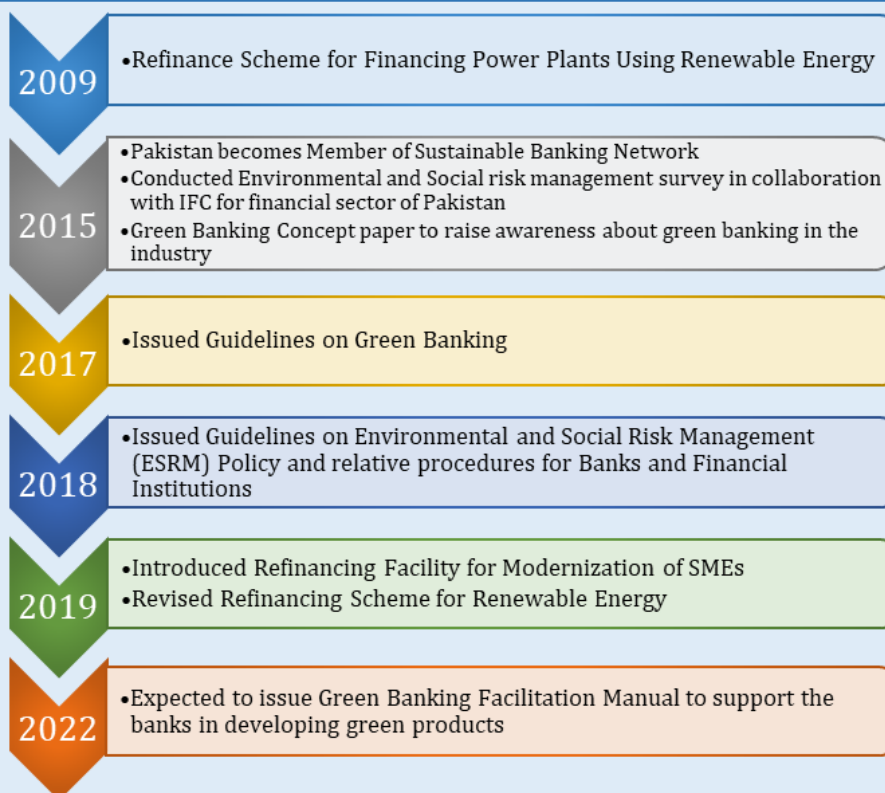 2009
•Refinance Scheme for Financing Power Plants Using Renewable Energy
2015
•Pakistan becomes Member of Sustainable Banking Network
•Conducted Environmental and Social risk management survey in collaboration
with IFC for financial sector of Pakistan
•Green Banking Concept paper to raise awareness about green banking in the
industry
2017
•Issued Guidelines on Green Banking
2018
•Issued Guidelines on Environmental and Social Risk Management
(ESRM) Policy and relative procedures for Banks and Financial
Institutions
2019
•Introduced Refinancing Facility for Modernization of SMEs
•Revised Refinancing Scheme for Renewable Energy
2022
•Expected to issue Green Banking Facilitation Manual to support the
banks in developing green products